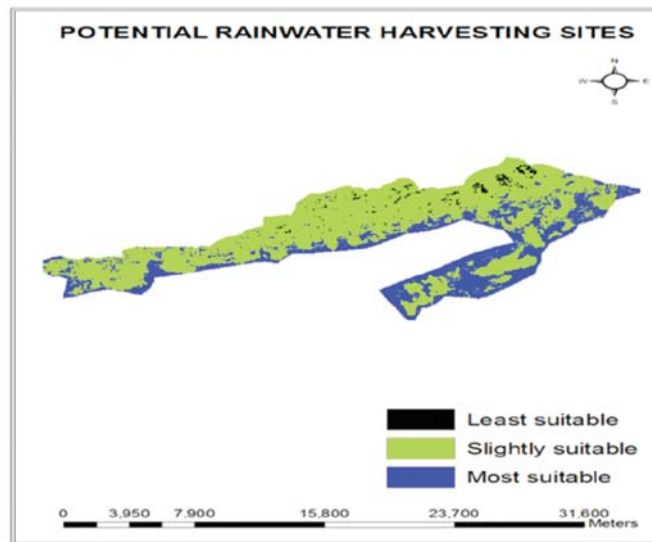 POTENTIAL RAINWATER HARVESTING SITES
N
W E
S
Least suitable
Slightly suitable
Most suitable
0 3,950 7,900 15,800 23,700 31,600
Meters